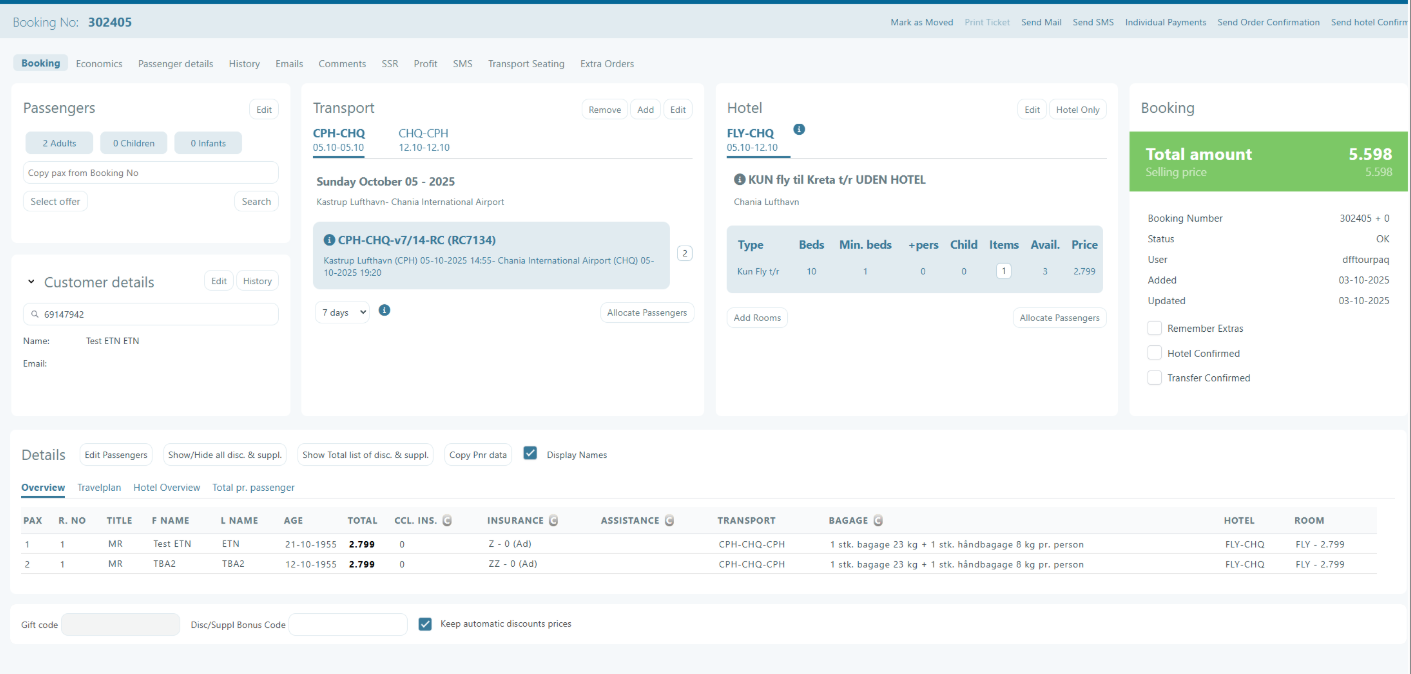 Booking No: 302405
Mark as Moved Print Ticket Send Mail Send SMS Individual Payments Send Order Confirmation Send hotel Confirm
Booking Economics Passenger details History Emails Comments SSR Profit SMS Transport Seating Extra Orders
Passengers Edit
2 Adults 0 Children 0 Infants
Copy pax from Booking No
Select offer Search
Customer details Edit History
69147942
Name: Test ETN ETN
Email:
Transport Remove Add Edit
CPH-CHQ CHQ-CPH
05.10-05.10 12.10-12.10
Sunday October 05 - 2025
Kastrup Lufthavn- Chania International Airport
CPH-CHQ-v7/14-RC (RC7134)
Kastrup Lufthavn (CPH) 05-10-2025 14:55- Chania International Airport (CHQ) 05-
10-2025 19:20
2
7 days Allocate Passengers
Hotel Edit Hotel Only
FLY-CHQ
05.10-12.10
KUN fly til Kreta t/r UDEN HOTEL
Chania Lufthavn
Type Beds Min. beds +pers Child Items Avail. Price
Kun Fly t/r 10 1 0 0 1 3 2.799
Add Rooms Allocate Passengers
Booking
Total amount 5.598
Selling price 5.598
Booking Number 302405 + 0
Status OK
User dfftourpaq
Added 03-10-2025
Updated 03-10-2025
Remember Extras
Hotel Confirmed
Transfer Confirmed
Details Edit Passengers Show/Hide all disc. & suppl. Show Total list of disc. & suppl. Copy Pnr data Display Names
Overview Travelplan Hotel Overview Total pr. passenger
PAX R. NO TITLE F NAME L NAME AGE TOTAL CCL. INS. C INSURANCE C ASSISTANCE C TRANSPORT BAGAGE C HOTEL ROOM
1 1 MR Test ETN ETN 21-10-1955 2.799 0 Z - 0 (Ad) CPH-CHQ-CPH 1 stk. bagage 23 kg + 1 stk. håndbagage 8 kg pr. person FLY-CHQ FLY - 2.799
2 1 MR TBA2 TBA2 12-10-1955 2.799 0 ZZ - 0 (Ad) CPH-CHQ-CPH 1 stk. bagage 23 kg + 1 stk. håndbagage 8 kg pr. person FLY-CHQ FLY - 2.799
Gift code Disc/Suppl Bonus Code Keep automatic discounts prices